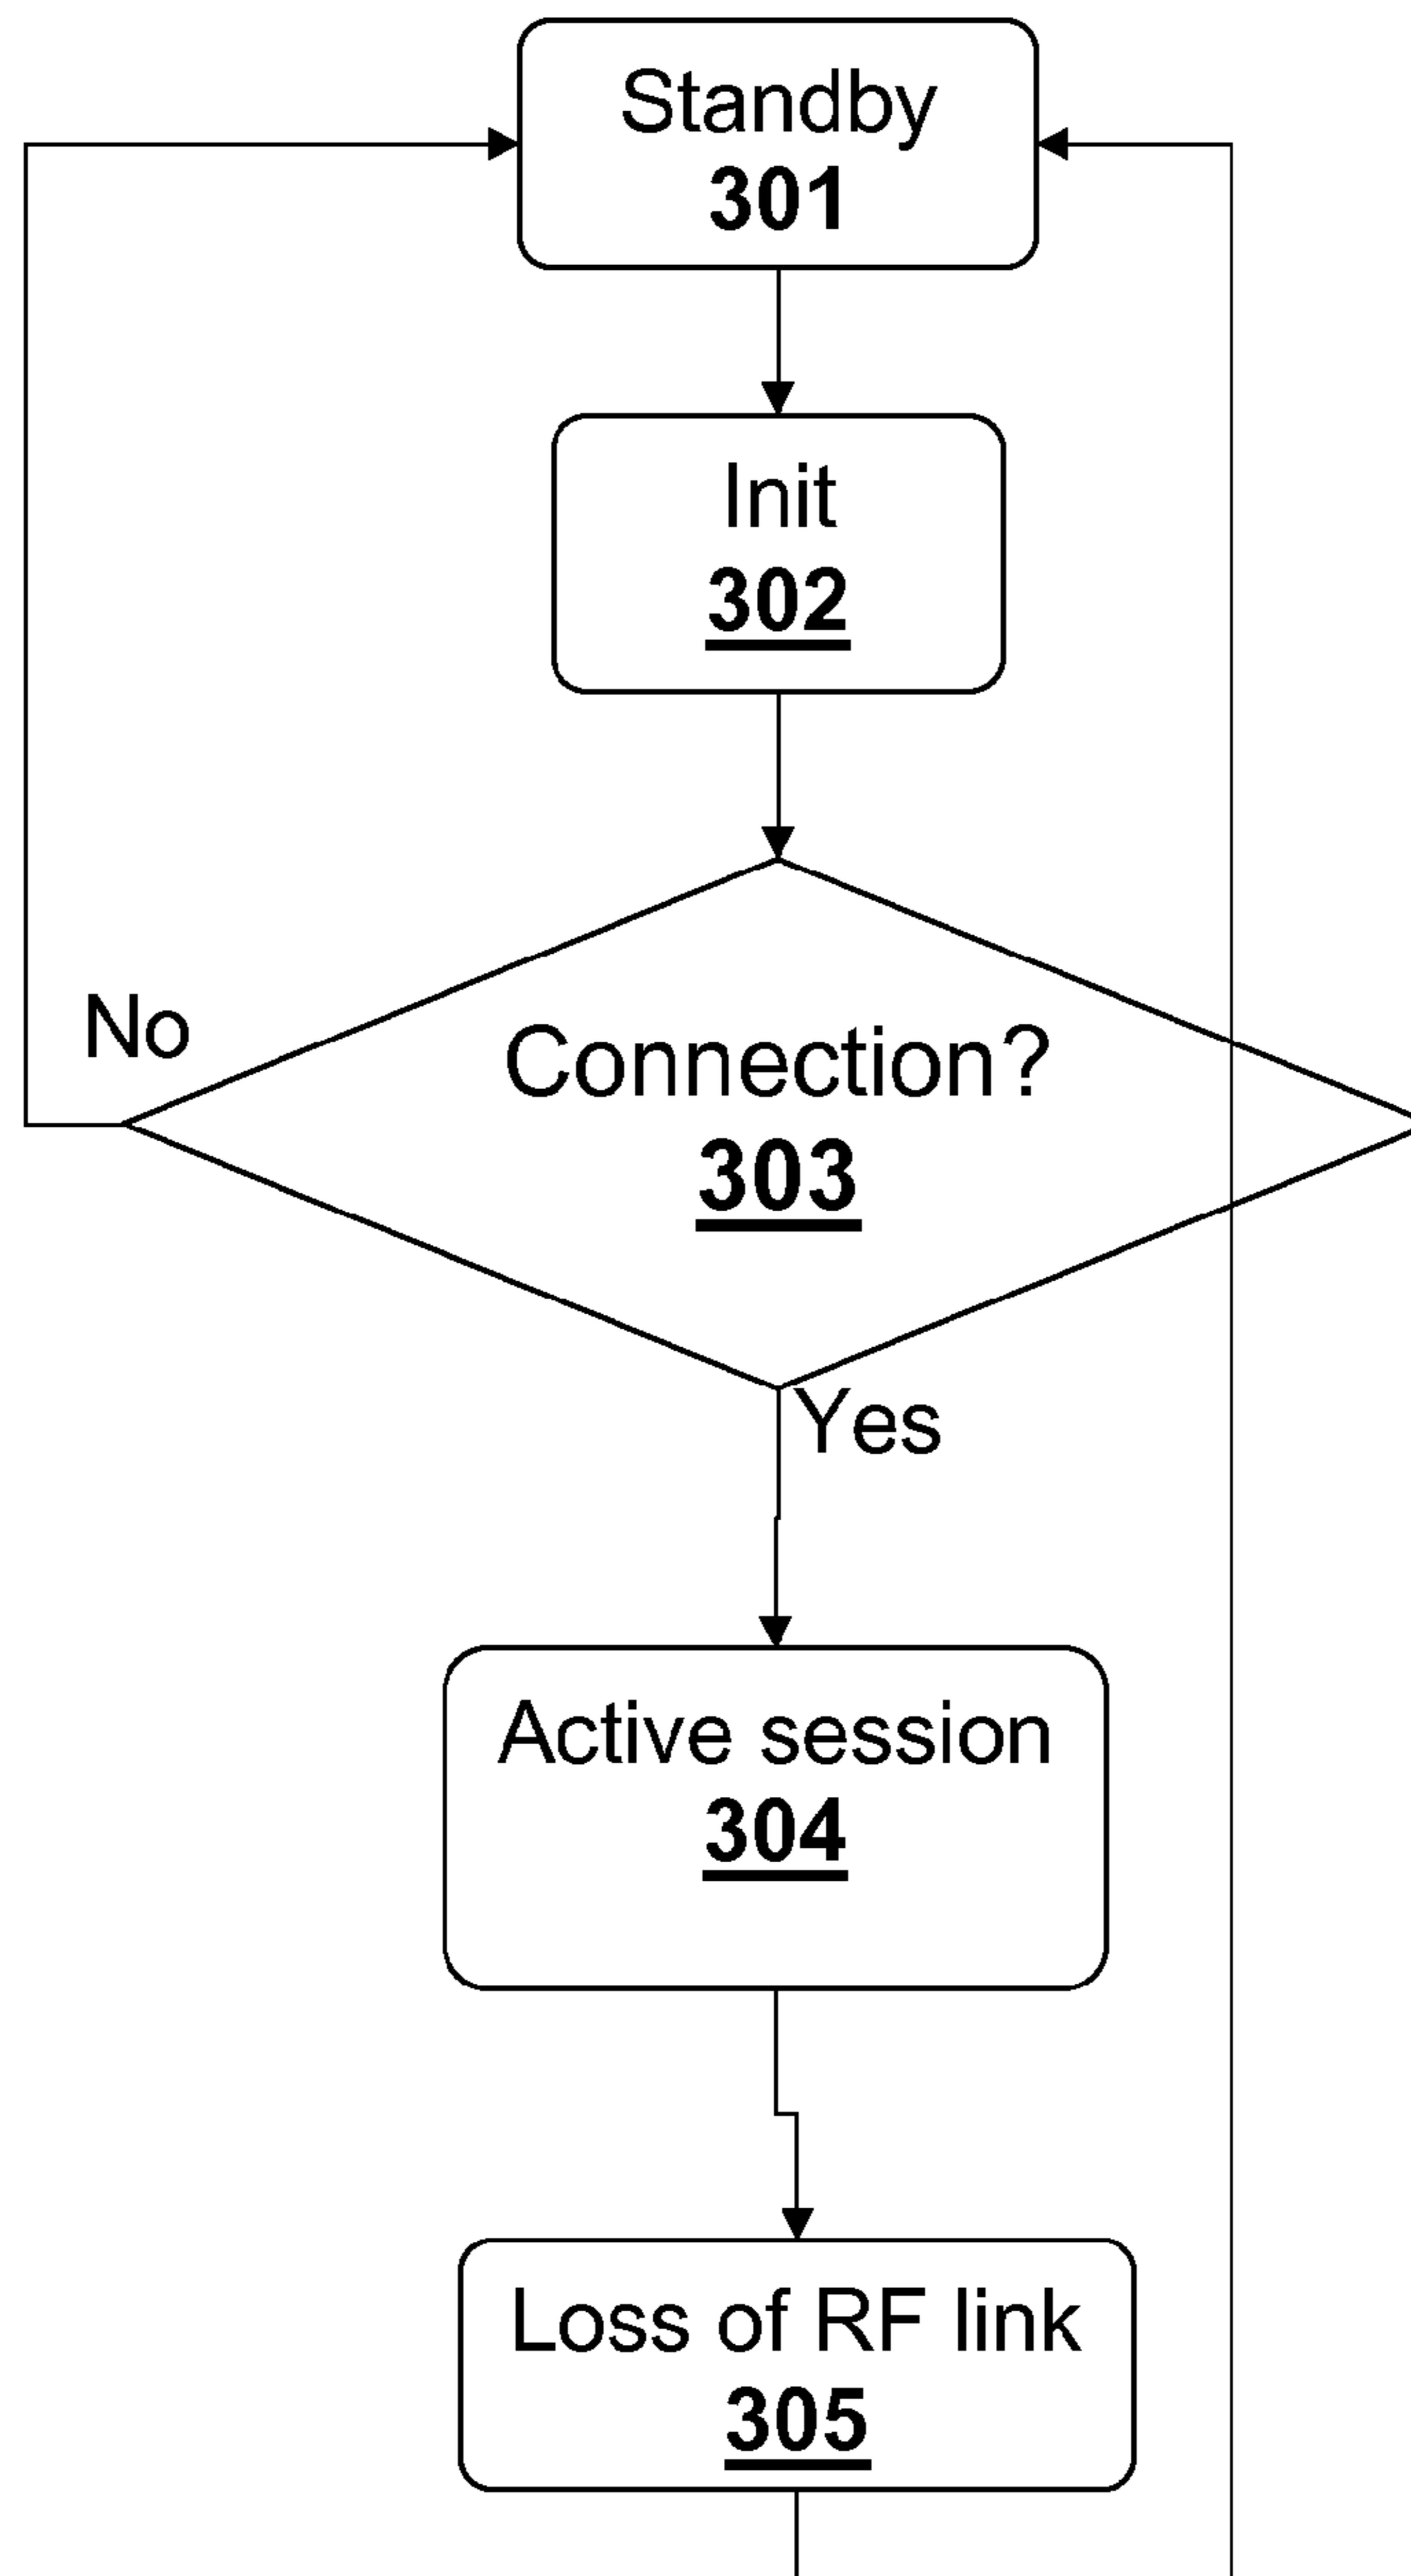 Standby
301
Init
302
No
Connection?
303
Yes
Active session
304
Loss of RF link
305